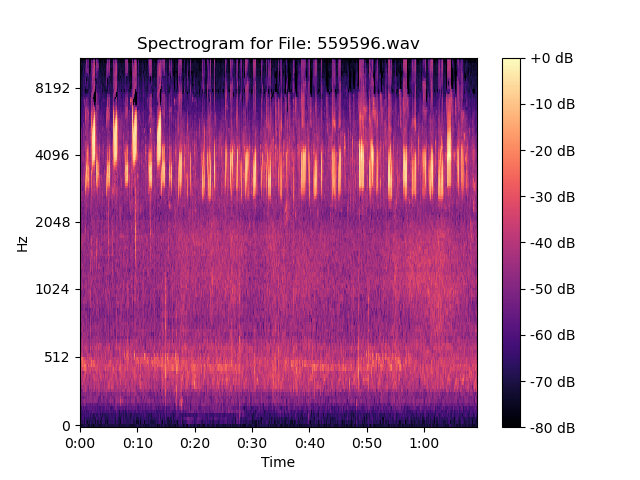 Spectrogram for File: 559596.wav
8192
4096
2048
1024
512
0
Hz
0:00 0:10 0:20 0:30 0:40 0:50 1:00
Time
+0 dB
-10 dB
-20 dB
-30 dB
-40 dB
-50 dB
-60 dB
-70 dB
-80 dB